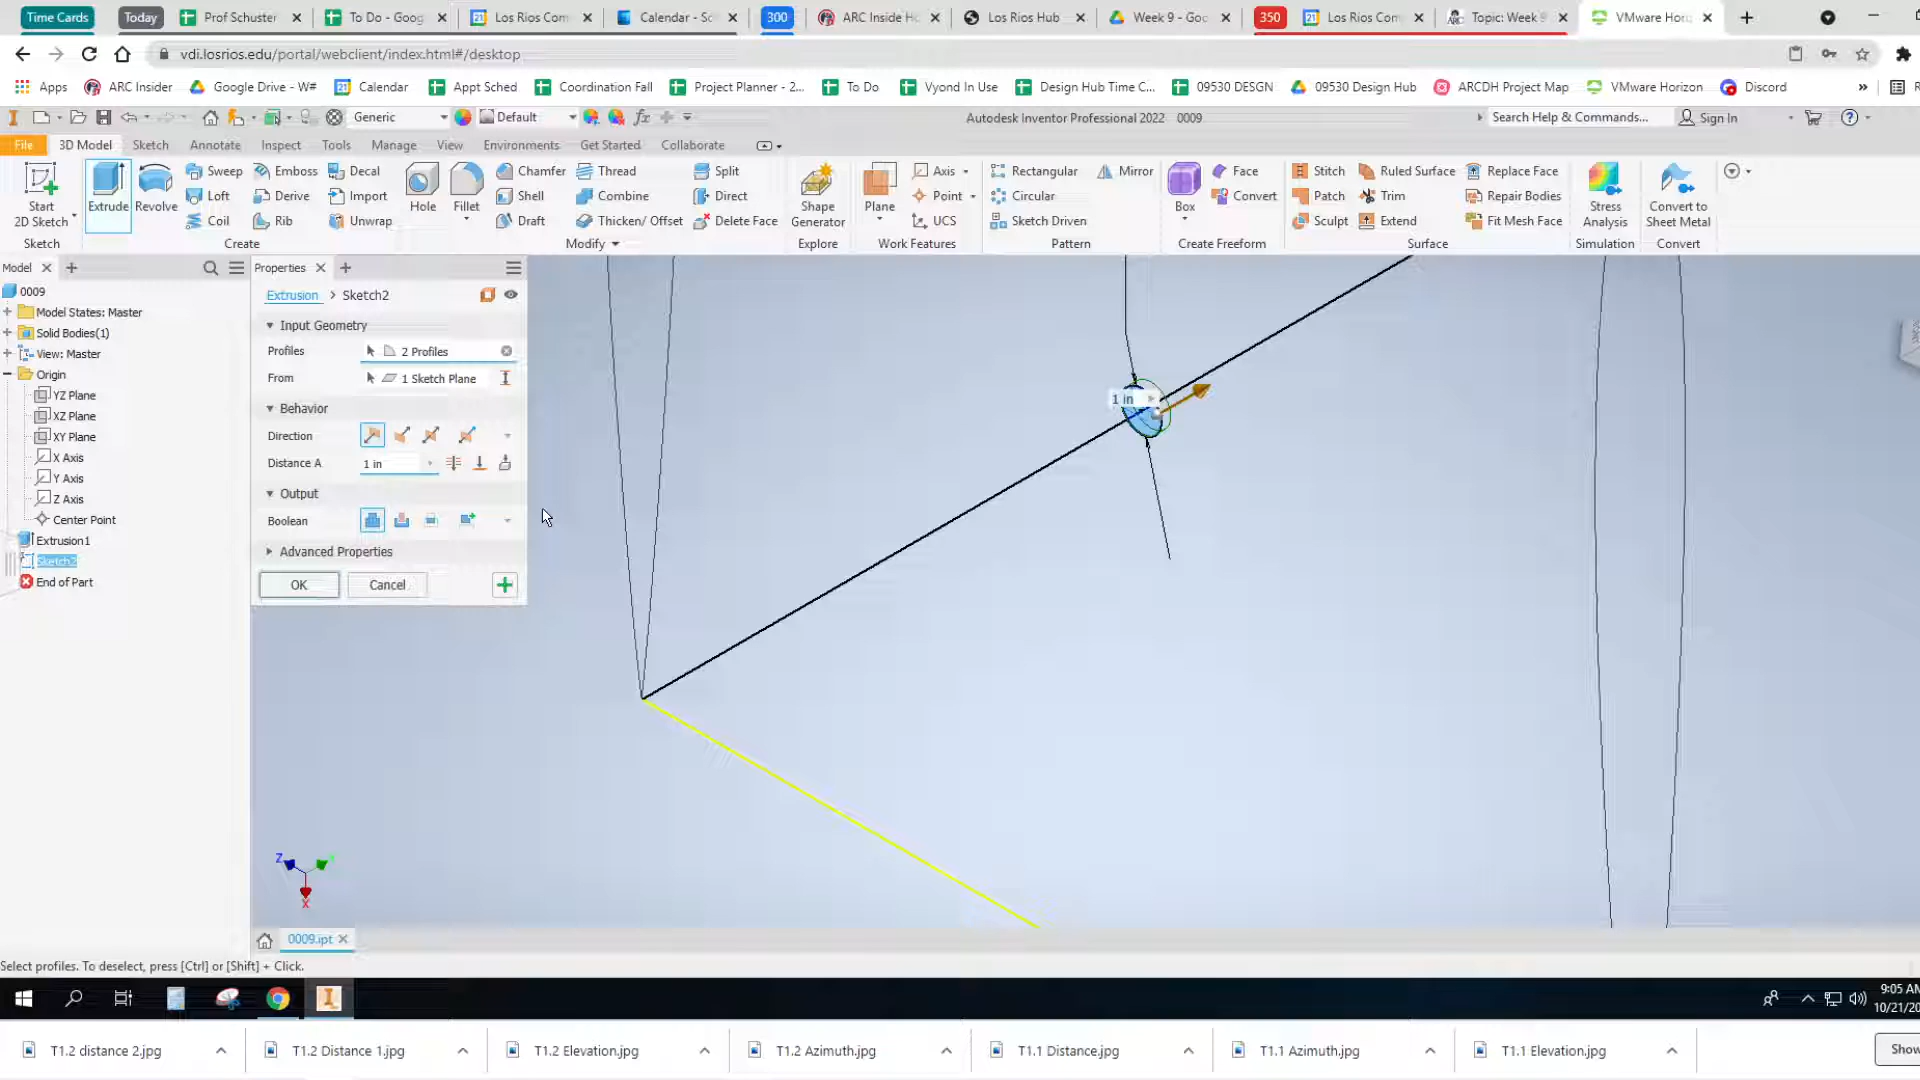 Time Cards Today Prof Schuster To Do - Goog Los Rios Com Calendar - Sc 300 ARC Inside Ho Los Rios Hub Week 9 - Goo 350 Los Rios Com Topic: Week 9 VMware Hori
vdi.losrios.edu/portal/webclient/index.html#/desktop
Apps ARC Insider Google Drive - W# Calendar Appt Sched Coordination Fall Project Planner - 2... To Do Vyond In Use Design Hub Time C... 09530 DESGN 09530 Design Hub ARCDH Project Map VMware Horizon Discord »
Generic Default fx Autodesk Inventor Professional 2022 0009 Search Help & Commands... Sign In
File 3D Model Sketch Annotate Inspect Tools Manage View Environments Get Started Collaborate
Sweep Emboss Decal Chamfer Thread Split Axis Rectangular Mirror Face Stitch Ruled Surface Replace Face
Start 2D Sketch Extrude Revolve Loft Derive Import Hole Fillet Shell Combine Direct Shape Generator Plane Point Circular Box Convert Patch Trim Repair Bodies Stress Analysis Convert to Sheet Metal
Coil Rib Unwrap Draft Thicken/ Offset Delete Face UCS Sketch Driven Sculpt Extend Fit Mesh Face
Sketch Create Modify Explore Work Features Pattern Create Freeform Surface Simulation Convert
Model Properties
0009
Model States: Master
Solid Bodies(1)
View: Master
Origin
YZ Plane
XZ Plane
XY Plane
X Axis
Y Axis
Z Axis
Center Point
Extrusion1
Sketch2
End of Part
Extrusion > Sketch2
Input Geometry
Profiles 2 Profiles
From 1 Sketch Plane
Behavior
Direction
Distance A 1 in
Output
Boolean
Advanced Properties
OK Cancel
1 in
Z
X
0009.ipt
Select profiles. To deselect, press [Ctrl] or [Shift] + Click.
9:05 AM
10/21/20
T1.2 distance 2.jpg T1.2 Distance 1.jpg T1.2 Elevation.jpg T1.2 Azimuth.jpg T1.1 Distance.jpg T1.1 Azimuth.jpg T1.1 Elevation.jpg Show